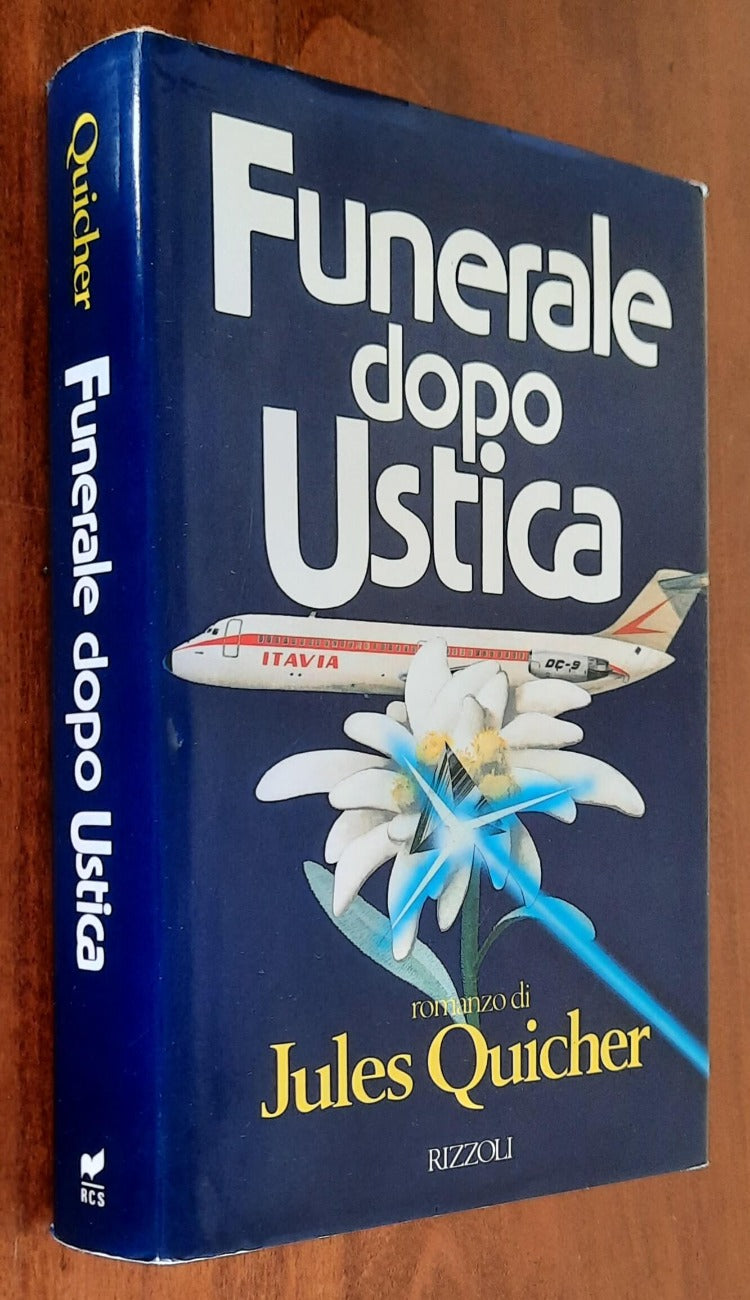 Quicher Funerale dopo Ustica
RCS
Funerale
dopo
Ustica
ITAVIA
DC-9
romanzo di
Jules Quicher
RIZZOLI